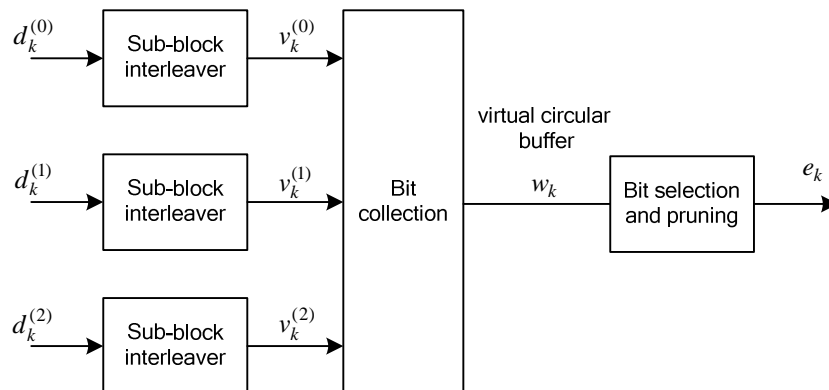 d_k^{(0)}
Sub-block
interleaver
v_k^{(0)}
d_k^{(1)}
Sub-block
interleaver
v_k^{(1)}
d_k^{(2)}
Sub-block
interleaver
v_k^{(2)}
Bit
collection
virtual circular
buffer
w_k
Bit selection
and pruning
e_k